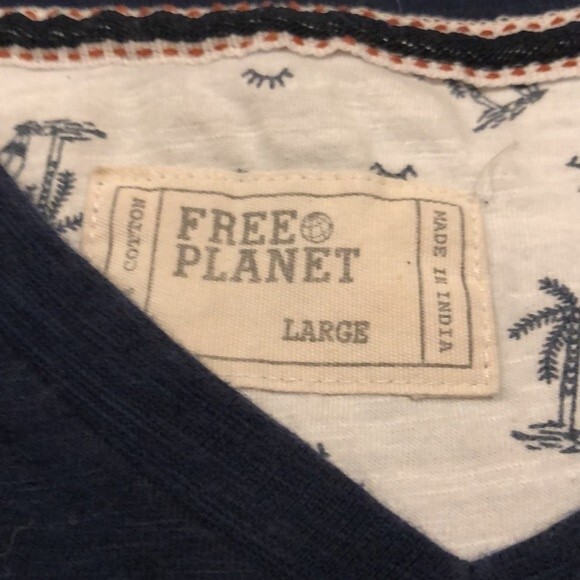 COTTON
FREE
PLANET
LARGE
MADE IN INDIA